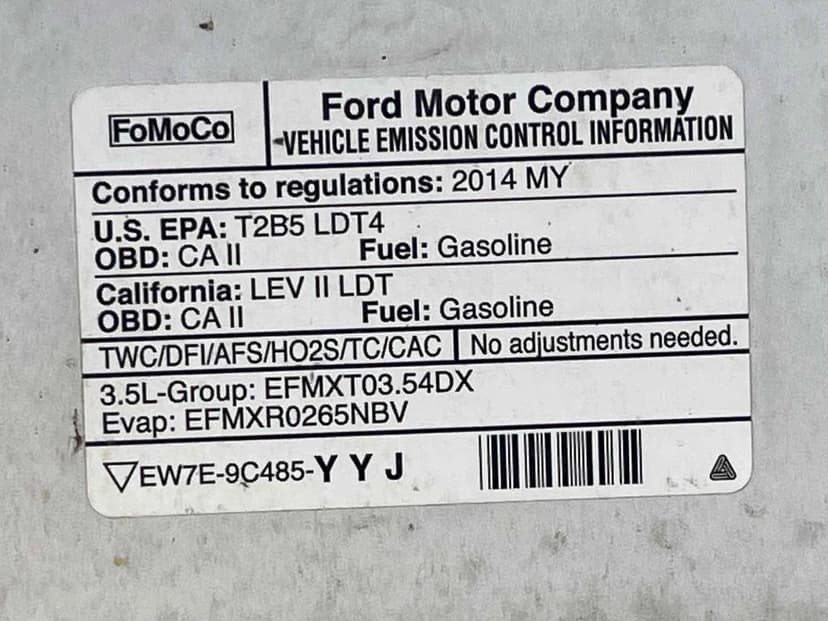 FoMoCo
Ford Motor Company
VEHICLE EMISSION CONTROL INFORMATION
Conforms to regulations: 2014 MY
U.S. EPA: T2B5 LDT4
OBD: CA II Fuel: Gasoline
California: LEV II LDT
OBD: CA II Fuel: Gasoline
TWC/DFI/AFS/HO2S/TC/CAC No adjustments needed.
3.5L-Group: EFMXT03.54DX
Evap: EFMXR0265NBV
EW7E-9C485-Y Y J